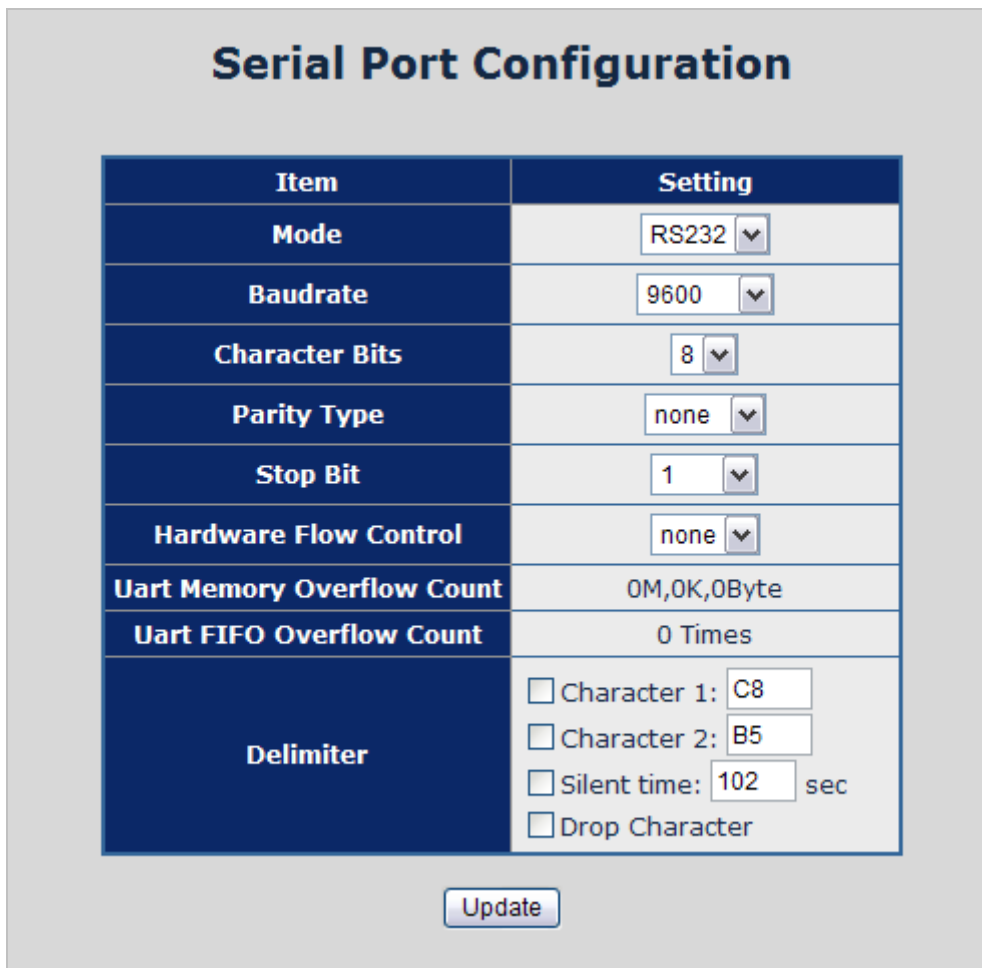 Serial Port Configuration
Item Setting
Mode RS232
Baudrate 9600
Character Bits 8
Parity Type none
Stop Bit 1
Hardware Flow Control none
Uart Memory Overflow Count 0M,0K,0Byte
Uart FIFO Overflow Count 0 Times
Delimiter
Character 1: C8
Character 2: B5
Silent time: 102 sec
Drop Character
Update